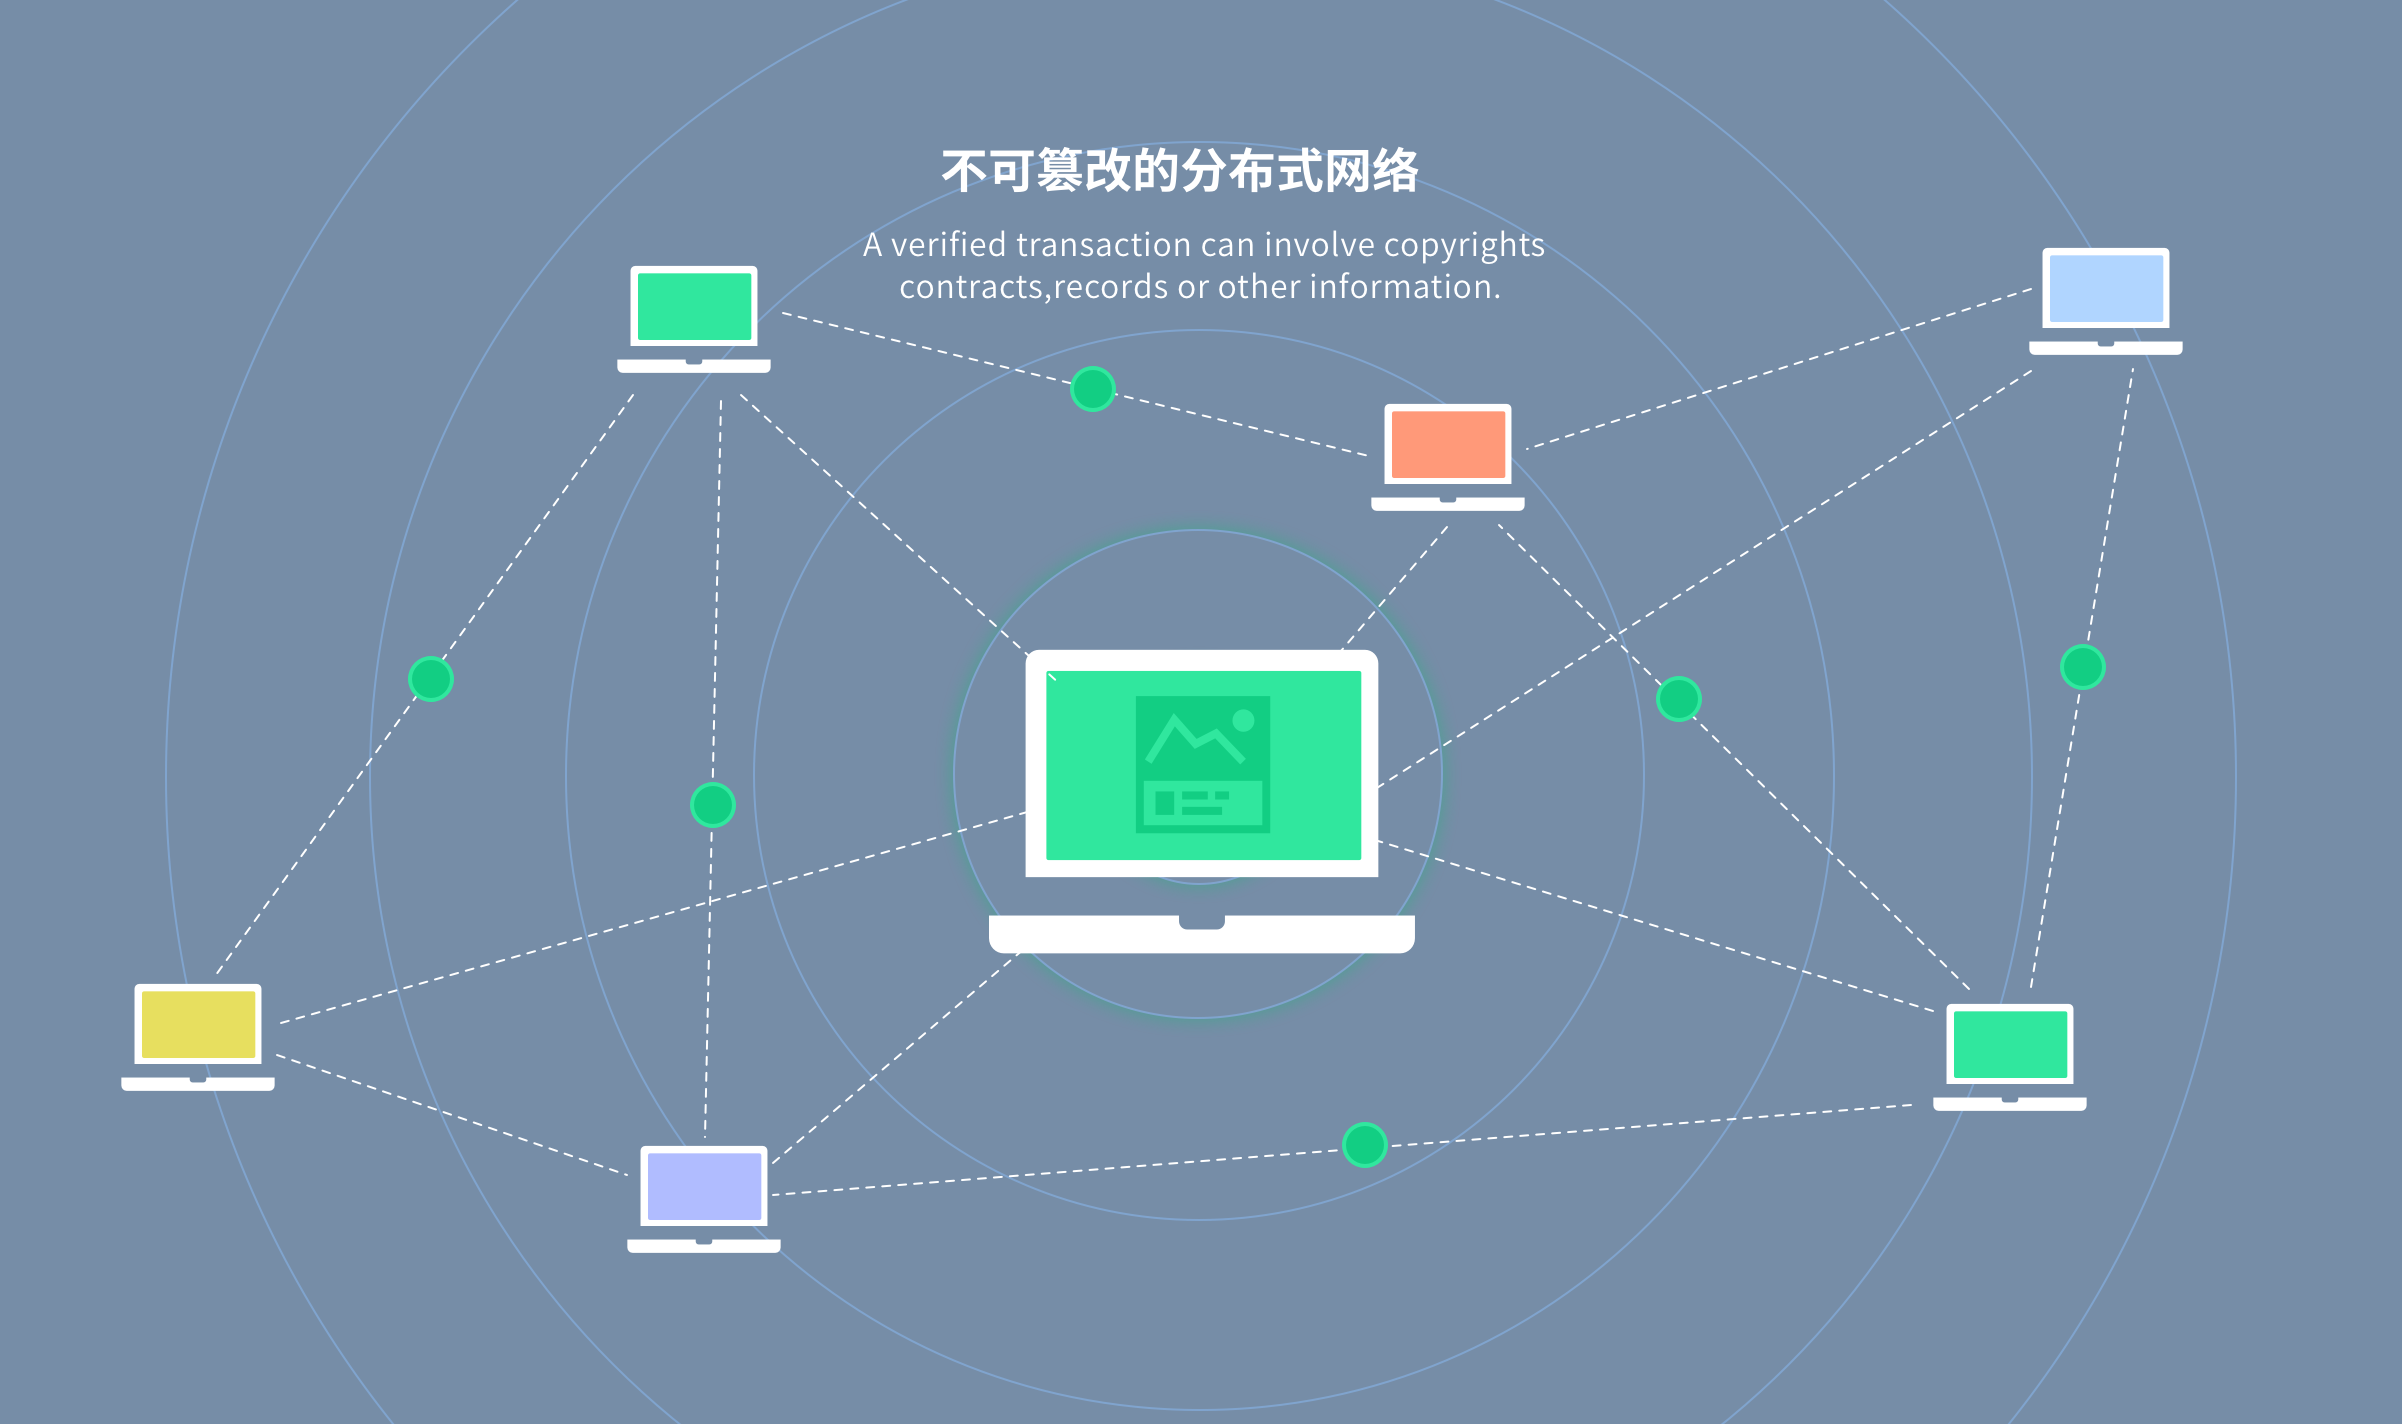 不可篡改的分布式网络
A verified transaction can involve copyrights
contracts,records or other information.